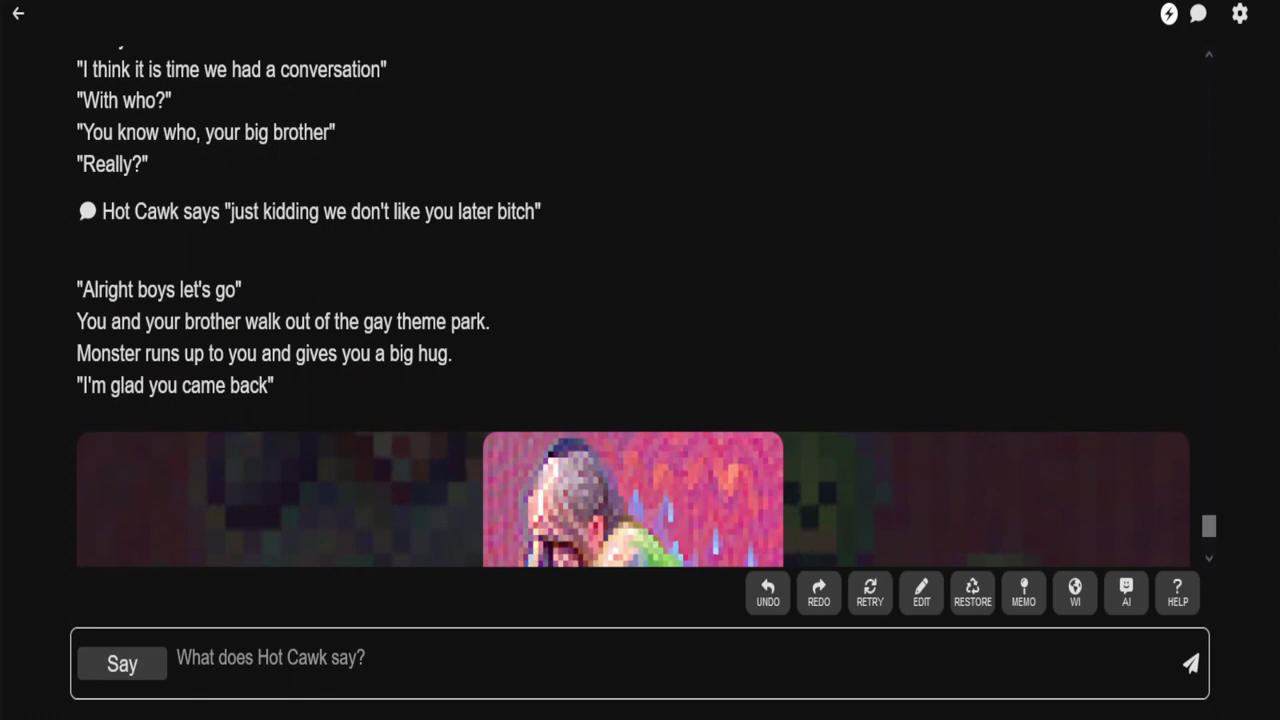 "I think it is time we had a conversation"
"With who?"
"You know who, your big brother"
"Really?"
Hot Cawk says "just kidding we don't like you later bitch"
"Alright boys let's go"
You and your brother walk out of the gay theme park.
Monster runs up to you and gives you a big hug.
"I'm glad you came back"
UNDO REDO RETRY EDIT RESTORE MEMO WI AI HELP
Say What does Hot Cawk say?